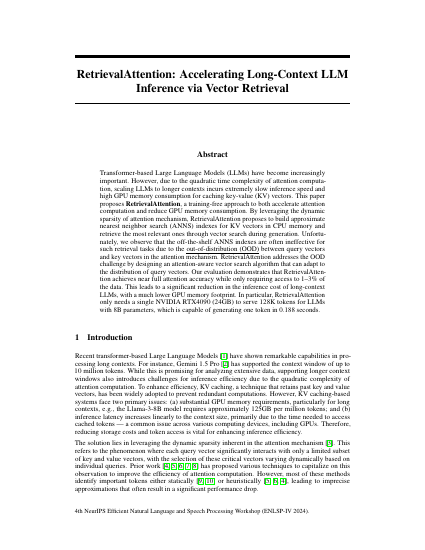 RetrievalAttention: Accelerating Long-Context LLM
Inference via Vector Retrieval
Abstract
Transformer-based Large Language Models (LLMs) have become increasingly
important. However, due to the quadratic time complexity of attention computa-
tion, scaling LLMs to longer contexts incurs extremely slow inference speed and
high GPU memory consumption for caching key-value (KV) vectors. This paper
proposes RetrievalAttention, a training-free approach to both accelerate attention
computation and reduce GPU memory consumption. By leveraging the dynamic
sparsity of attention mechanism, RetrievalAttention proposes to build approximate
nearest neighbor search (ANNS) indexes for KV vectors in CPU memory and
retrieve the most relevant ones through vector search during generation. Unfortu-
nately, we observe that the off-the-shelf ANNS indexes are often ineffective for
such retrieval tasks due to the out-of-distribution (OOD) between query vectors
and key vectors in the attention mechanism. RetrievalAttention addresses the OOD
challenge by designing an attention-aware vector search algorithm that can adapt to
the distribution of query vectors. Our evaluation demonstrates that RetrievalAtten-
tion achieves near full attention accuracy while only requiring access to 1–3% of
the data. This leads to a significant reduction in the inference cost of long-context
LLMs, with a much lower GPU memory footprint. In particular, RetrievalAttention
only needs a single NVIDIA RTX4090 (24GB) to serve 128K tokens for LLMs
with 8B parameters, which is capable of generating one token in 0.188 seconds.
1 Introduction
Recent transformer-based Large Language Models [1] have shown remarkable capabilities in pro-
cessing long contexts. For instance, Gemini 1.5 Pro [2] has supported the context window of up to
10 million tokens. While this is promising for analyzing extensive data, supporting longer context
windows also introduces challenges for inference efficiency due to the quadratic complexity of
attention computation. To enhance efficiency, KV caching, a technique that retains past key and value
vectors, has been widely adopted to prevent redundant computations. However, KV caching-based
systems face two primary issues: (a) substantial GPU memory requirements, particularly for long
contexts, e.g., the Llama-3-8B model requires approximately 125GB per million tokens; and (b)
inference latency increases linearly to the context size, primarily due to the time needed to access
cached tokens — a common issue across various computing devices, including GPUs. Therefore,
reducing storage costs and token access is vital for enhancing inference efficiency.
The solution lies in leveraging the dynamic sparsity inherent in the attention mechanism [3]. This
refers to the phenomenon where each query vector significantly interacts with only a limited subset
of key and value vectors, with the selection of these critical vectors varying dynamically based on
individual queries. Prior work [4, 5, 6, 7, 8] has proposed various techniques to capitalize on this
observation to improve the efficiency of attention computation. However, most of these methods
identify important tokens either statically [9, 10] or heuristically [5, 6, 4], leading to imprecise
approximations that often result in a significant performance drop.
4th NeurIPS Efficient Natural Language and Speech Processing Workshop (ENLSP-IV 2024).